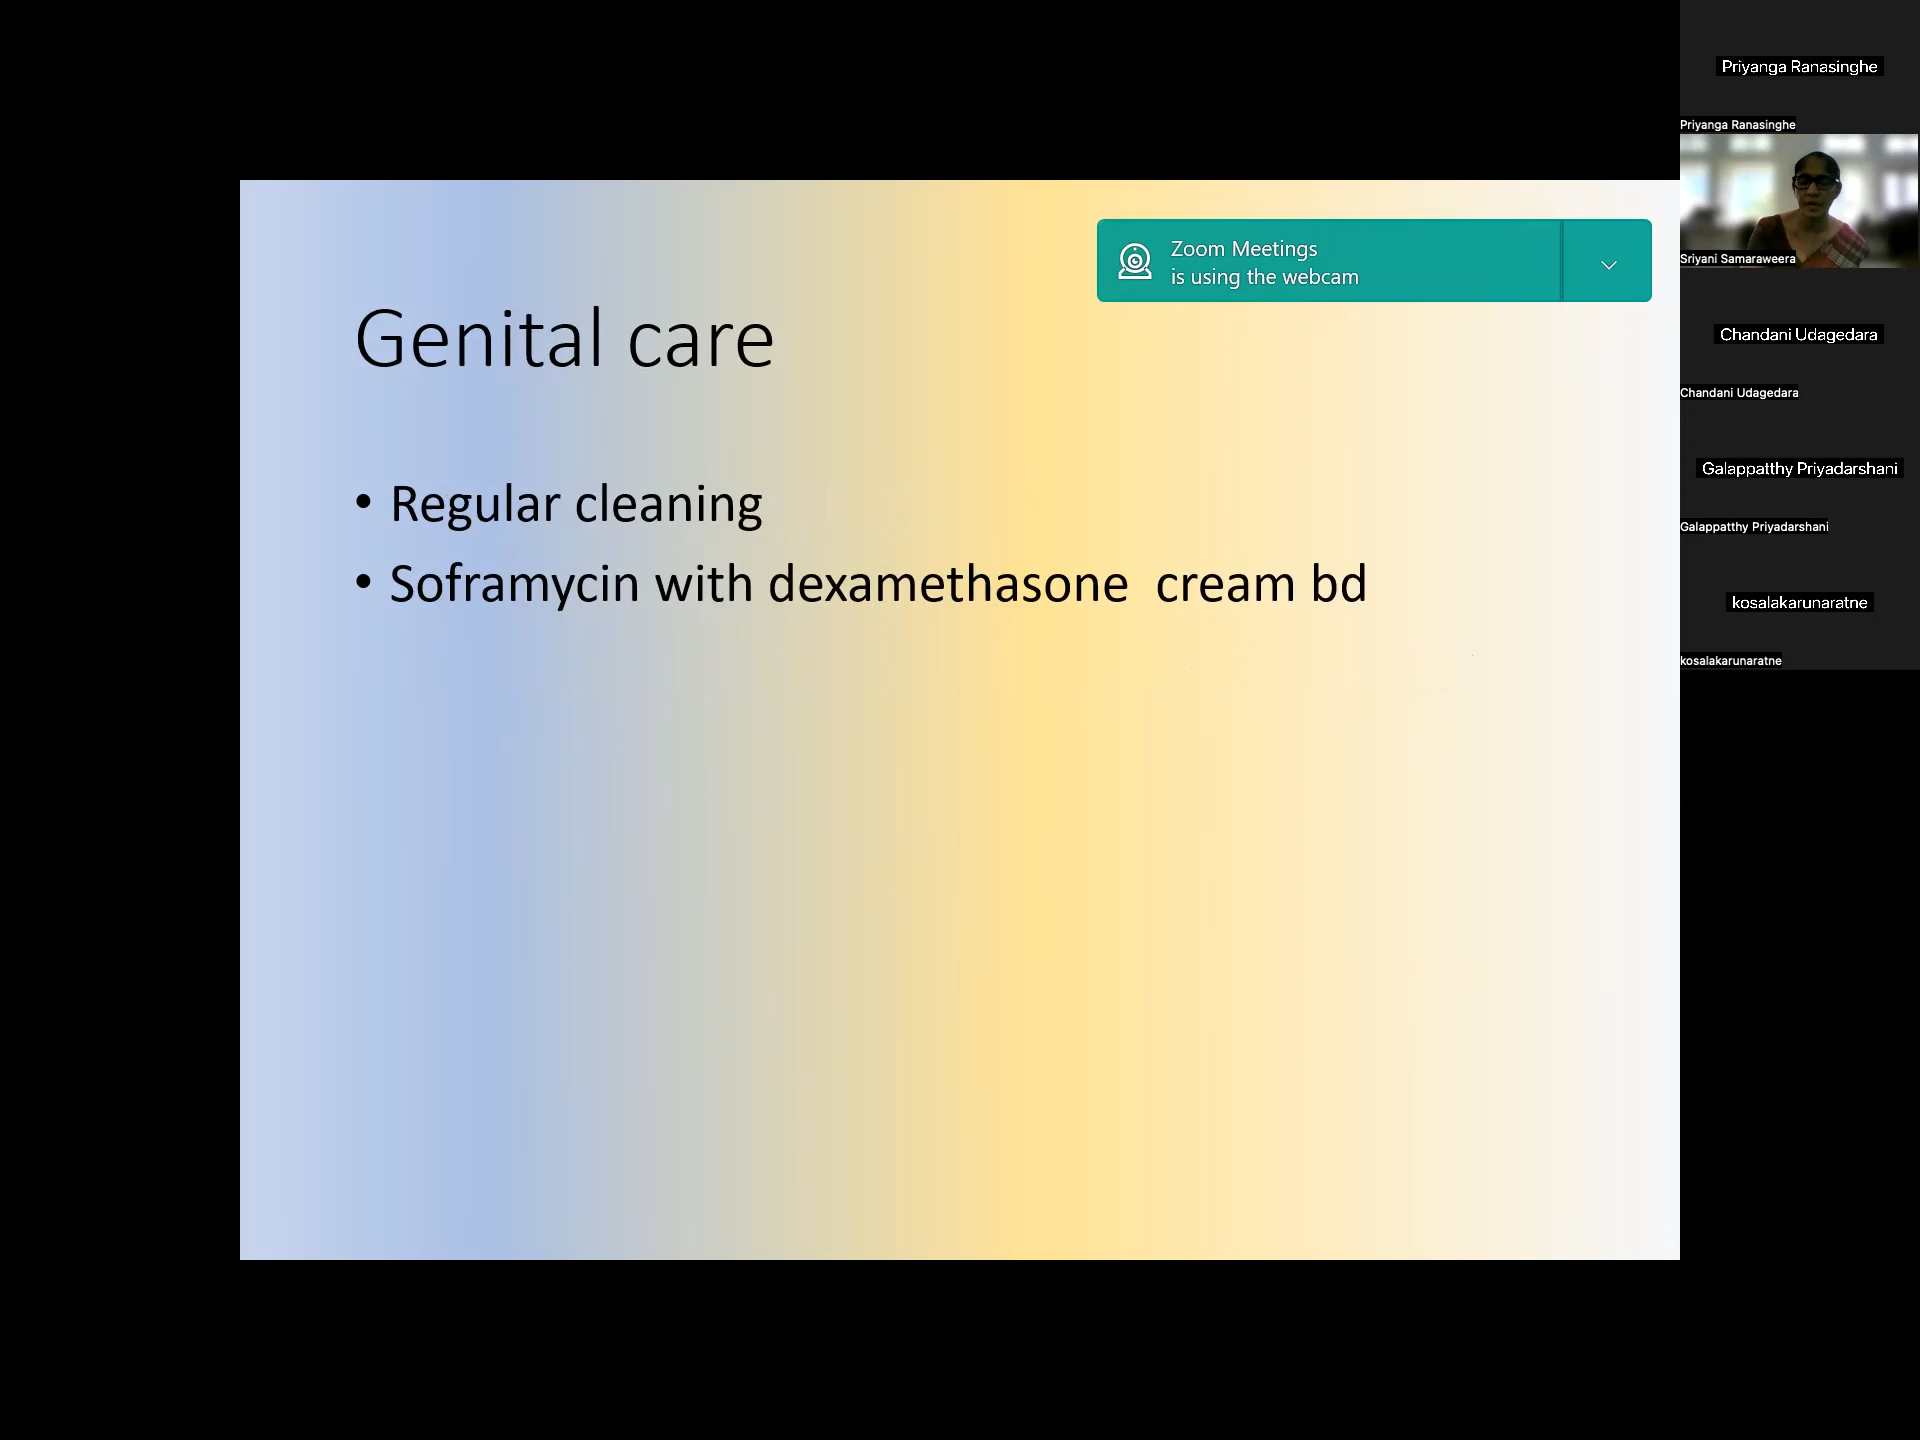 Zoom Meetings
is using the webcam
Genital care
• Regular cleaning
• Soframycin with dexamethasone  cream bd
Priyanga Ranasinghe
Priyanga Ranasinghe
Sriyani Samaraweera
Chandani Udagedara
Chandani Udagedara
Galappatthy Priyadarshani
Galappatthy Priyadarshani
kosalakarunaratne
kosalakarunaratne